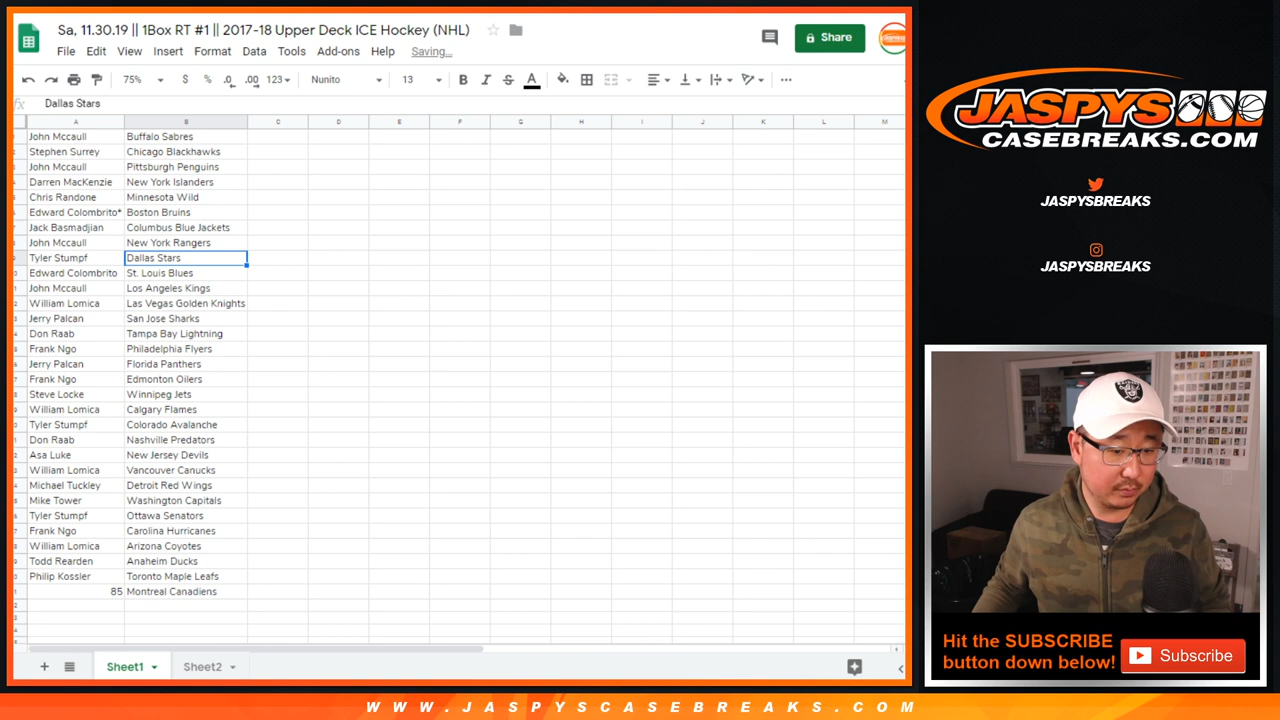 Sa, 11.30.19 || 1Box RT #1 || 2017-18 Upper Deck ICE Hockey (NHL)
File Edit View Insert Format Data Tools Add-ons Help Saving...
Share
75% $ % .0 .00 123 Nunito 13 B I S A
fx Dallas Stars
A B C D E F G H I J K L M
John Mccaull Buffalo Sabres
Stephen Surrey Chicago Blackhawks
John Mccaull Pittsburgh Penguins
Darren MacKenzie New York Islanders
Chris Randone Minnesota Wild
Edward Colombrito* Boston Bruins
Jack Basmadjian Columbus Blue Jackets
John Mccaull New York Rangers
Tyler Stumpf Dallas Stars
Edward Colombrito St. Louis Blues
John Mccaull Los Angeles Kings
William Lomica Las Vegas Golden Knights
Jerry Palcan San Jose Sharks
Don Raab Tampa Bay Lightning
Frank Ngo Philadelphia Flyers
Jerry Palcan Florida Panthers
Frank Ngo Edmonton Oilers
Steve Locke Winnipeg Jets
William Lomica Calgary Flames
Tyler Stumpf Colorado Avalanche
Don Raab Nashville Predators
Asa Luke New Jersey Devils
William Lomica Vancouver Canucks
Michael Tuckley Detroit Red Wings
Mike Tower Washington Capitals
Tyler Stumpf Ottawa Senators
Frank Ngo Carolina Hurricanes
William Lomica Arizona Coyotes
Todd Rearden Anaheim Ducks
Philip Kossler Toronto Maple Leafs
85 Montreal Canadiens
Sheet1 Sheet2
JASPYS
CASEBREAKS.COM
JASPYSBREAKS
JASPYSBREAKS
Hit the SUBSCRIBE
button down below!
Subscribe
WWW.JASPYSCASEBREAKS.COM